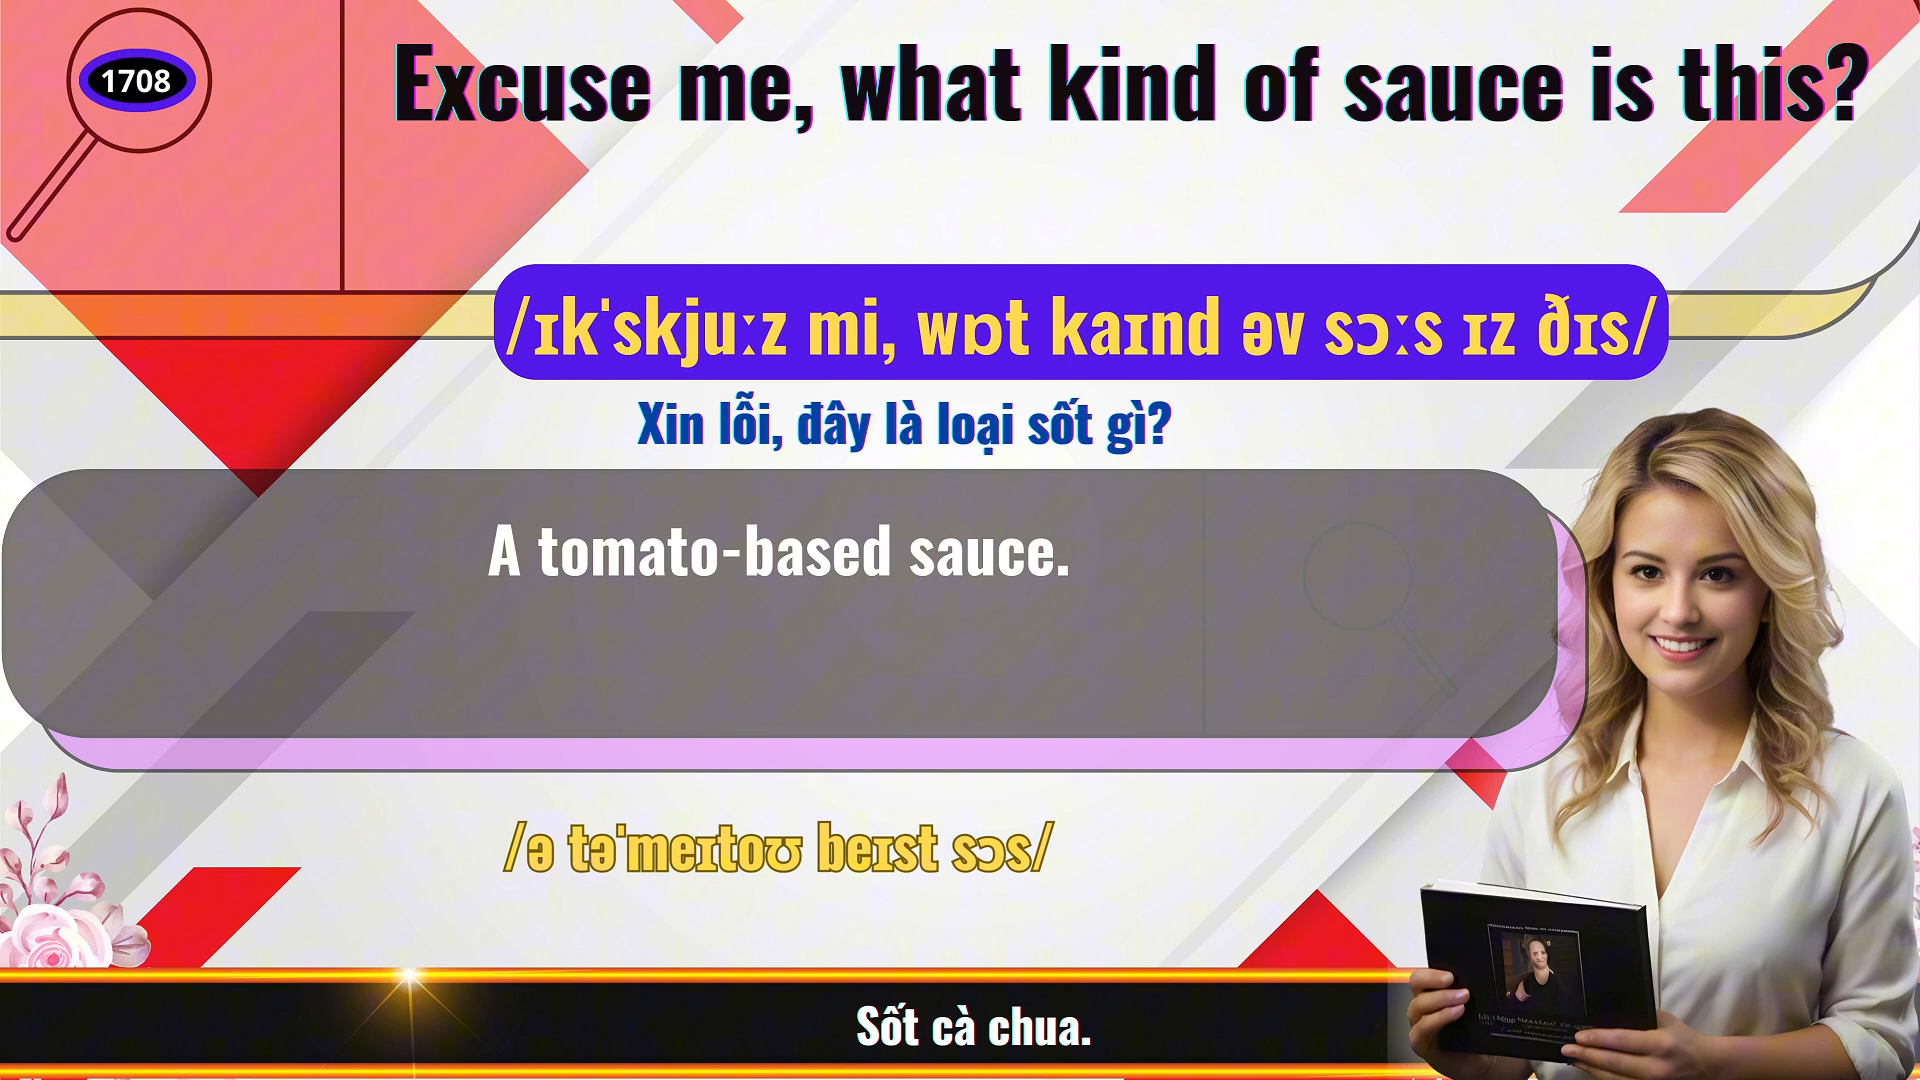 1708
Excuse me, what kind of sauce is this?
/ɪkˈskjuːz mi, wɒt kaɪnd əv sɔːs ɪz ðɪs/
Xin lỗi, đây là loại sốt gì?
A tomato-based sauce.
/ə təˈmeɪtoʊ beɪst sɔs/
Sốt cà chua.